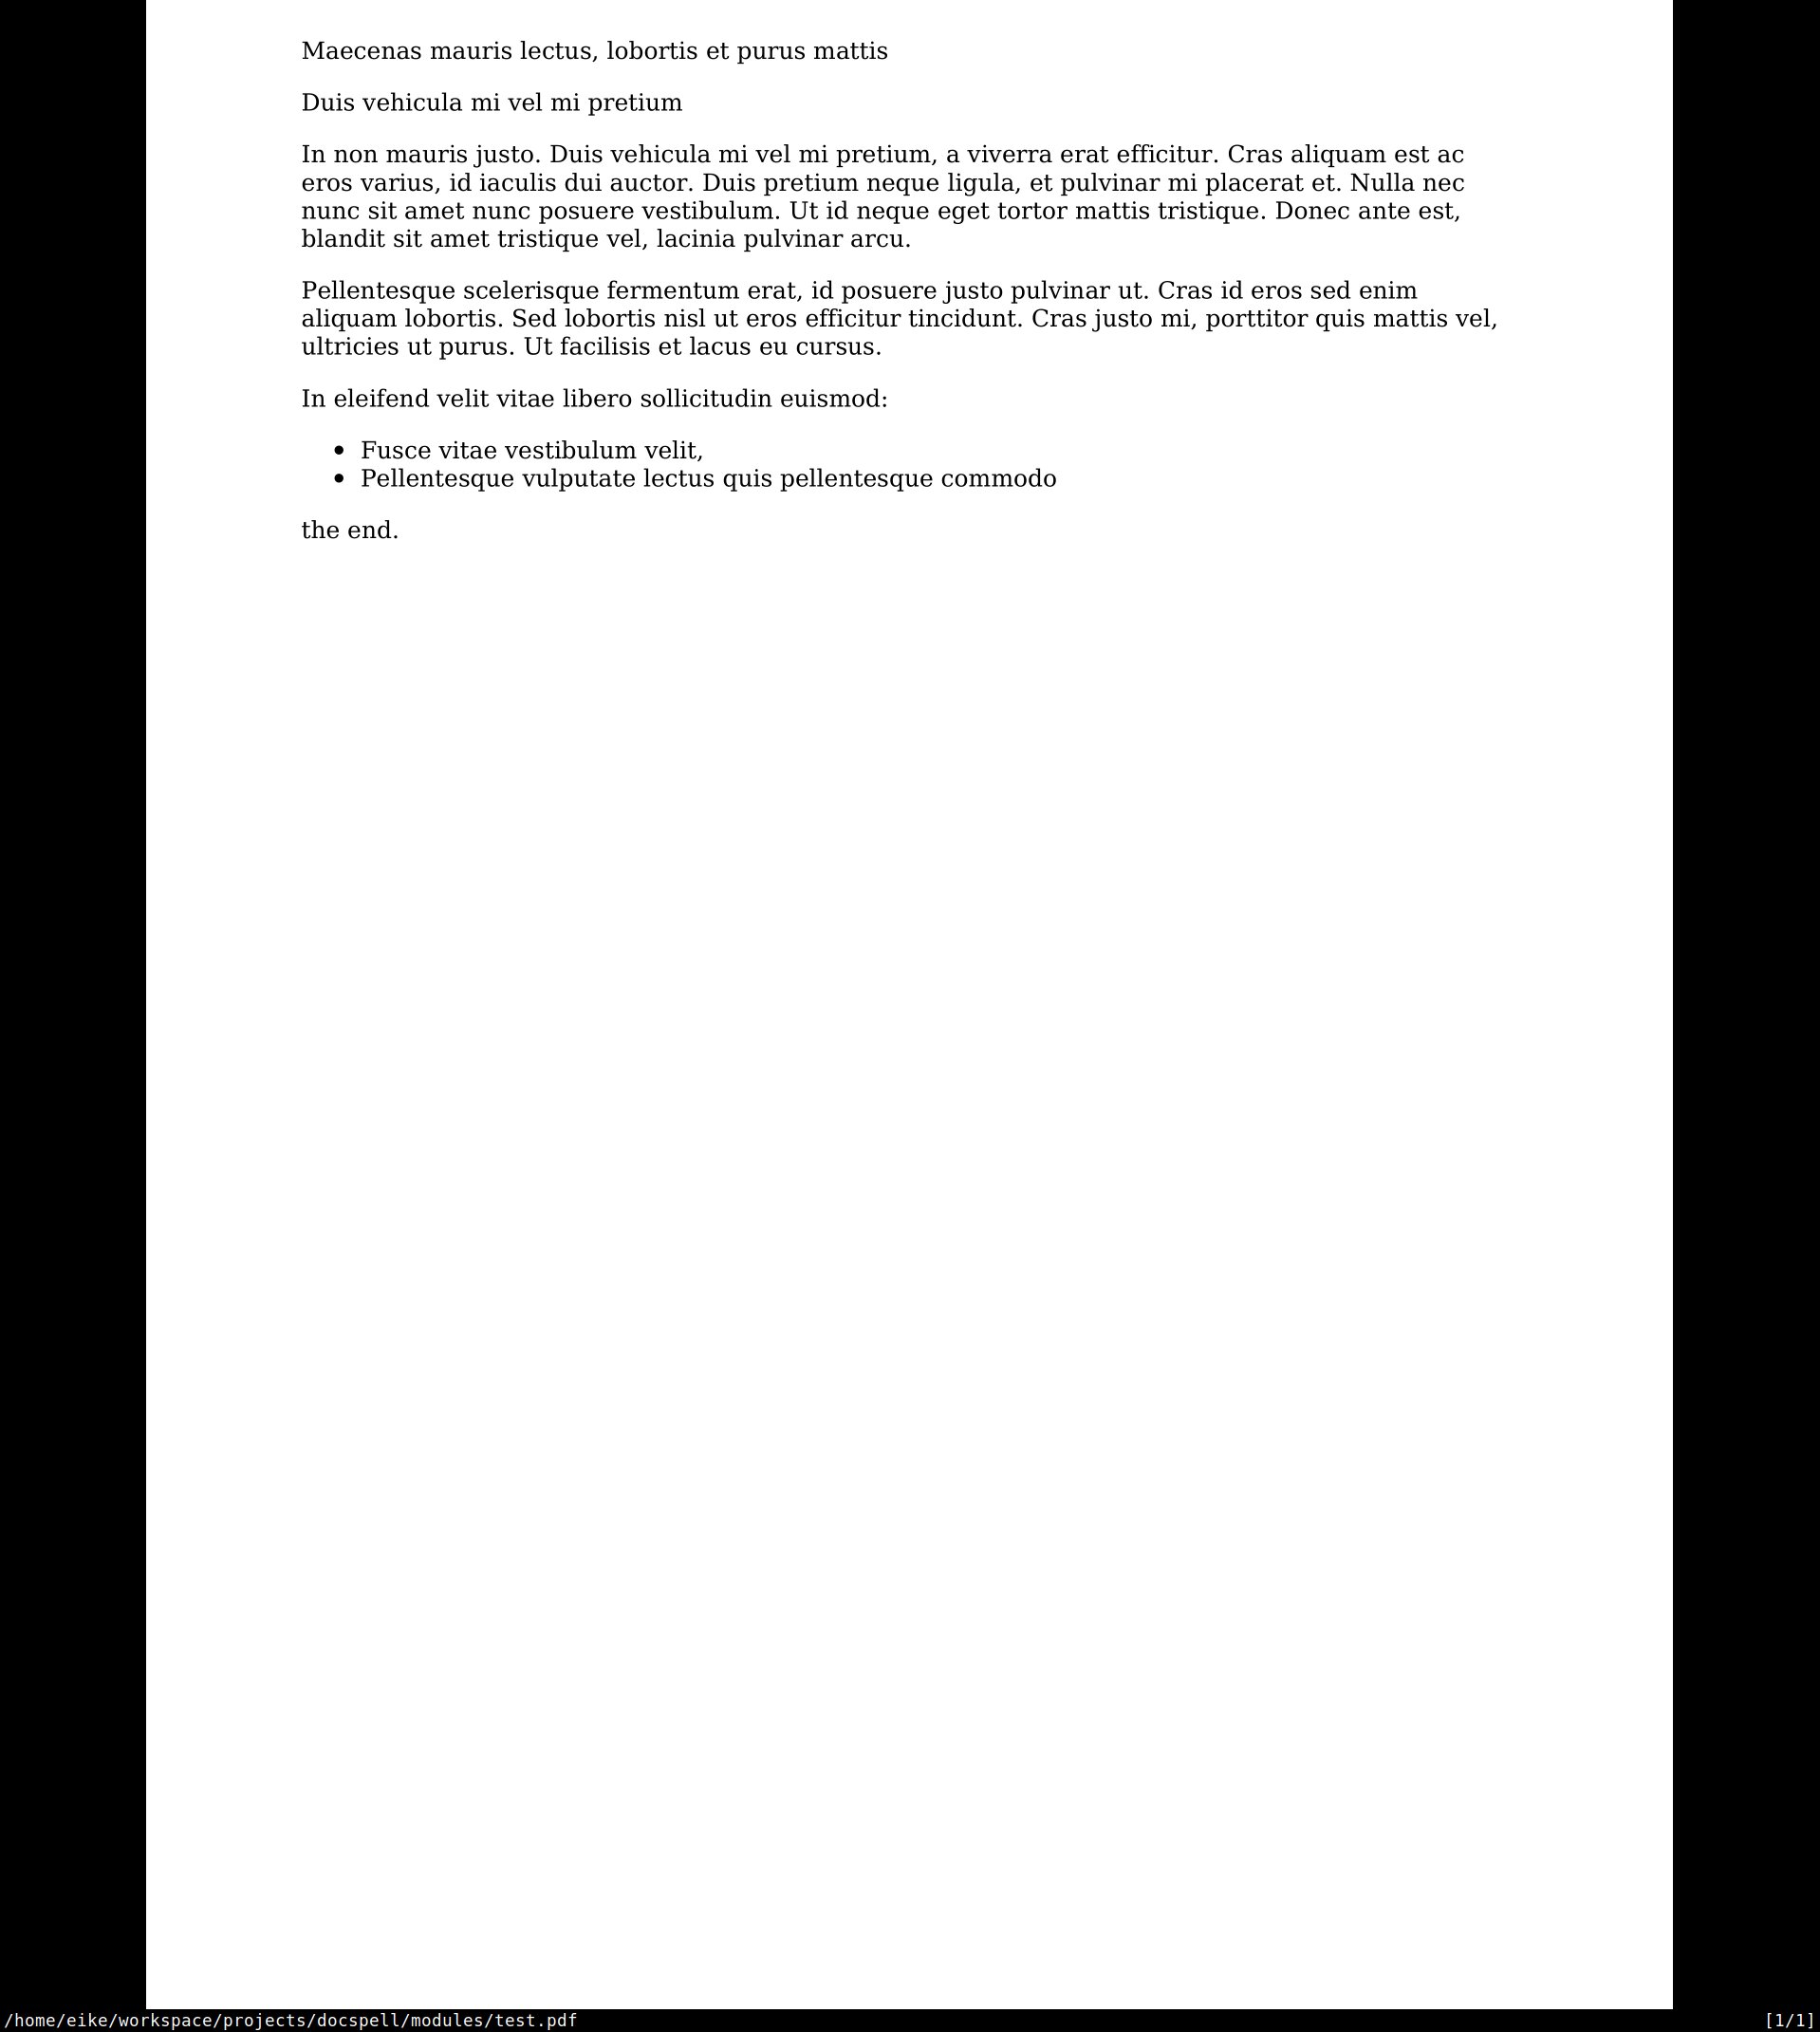 Maecenas mauris lectus, lobortis et purus mattis
Duis vehicula mi vel mi pretium
In non mauris justo. Duis vehicula mi vel mi pretium, a viverra erat efficitur. Cras aliquam est ac
eros varius, id iaculis dui auctor. Duis pretium neque ligula, et pulvinar mi placerat et. Nulla nec
nunc sit amet nunc posuere vestibulum. Ut id neque eget tortor mattis tristique. Donec ante est,
blandit sit amet tristique vel, lacinia pulvinar arcu.
Pellentesque scelerisque fermentum erat, id posuere justo pulvinar ut. Cras id eros sed enim
aliquam lobortis. Sed lobortis nisl ut eros efficitur tincidunt. Cras justo mi, porttitor quis mattis vel,
ultricies ut purus. Ut facilisis et lacus eu cursus.
In eleifend velit vitae libero sollicitudin euismod:
• Fusce vitae vestibulum velit,
• Pellentesque vulputate lectus quis pellentesque commodo
the end.
/home/eike/workspace/projects/docspell/modules/test.pdf [1/1]